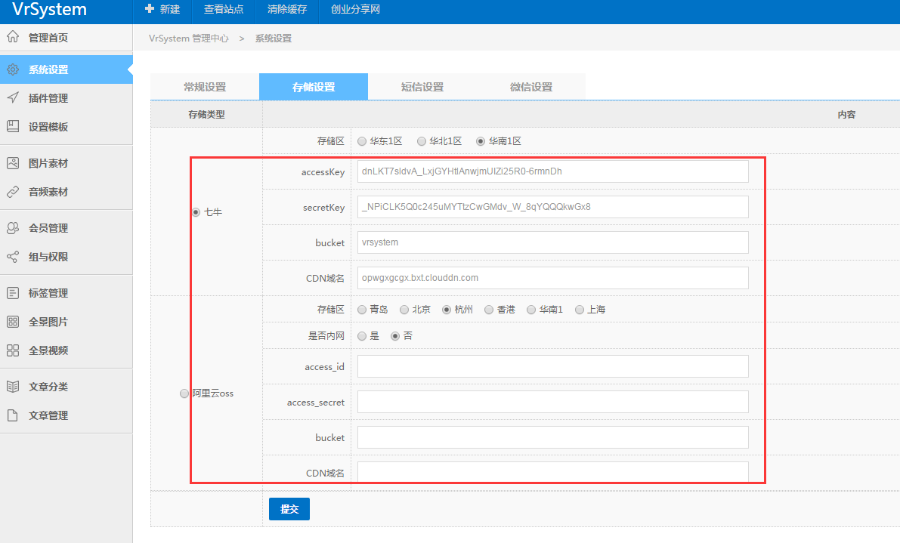 VrSystem
新建 查看站点 清除缓存 创业分享网
管理首页
VrSystem 管理中心 > 系统设置
系统设置
插件管理
设置模板
图片素材
音频素材
会员管理
组与权限
标签管理
全景图片
全景视频
文章分类
文章管理
常规设置 存储设置 短信设置 微信设置
存储类型 内容
七牛
存储区 华东1区 华北1区 华南1区
accessKey
secretKey
bucket vrsystem
CDN域名 opwgxgcgx.bxt.clouddn.com
阿里云oss
存储区 青岛 北京 杭州 香港 华南1 上海
是否内网 是 否
access_id
access_secret
bucket
CDN域名
提交